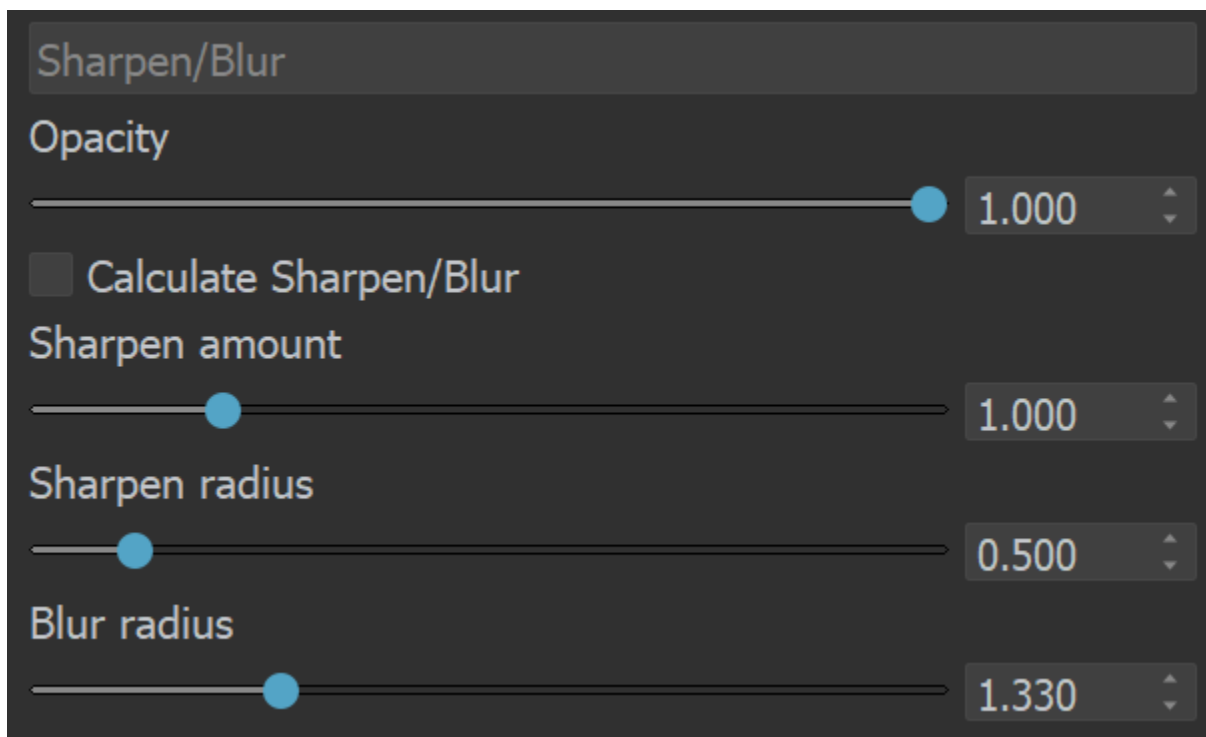 Sharpen/Blur
Opacity
1.000
Calculate Sharpen/Blur
Sharpen amount
1.000
Sharpen radius
0.500
Blur radius
1.330